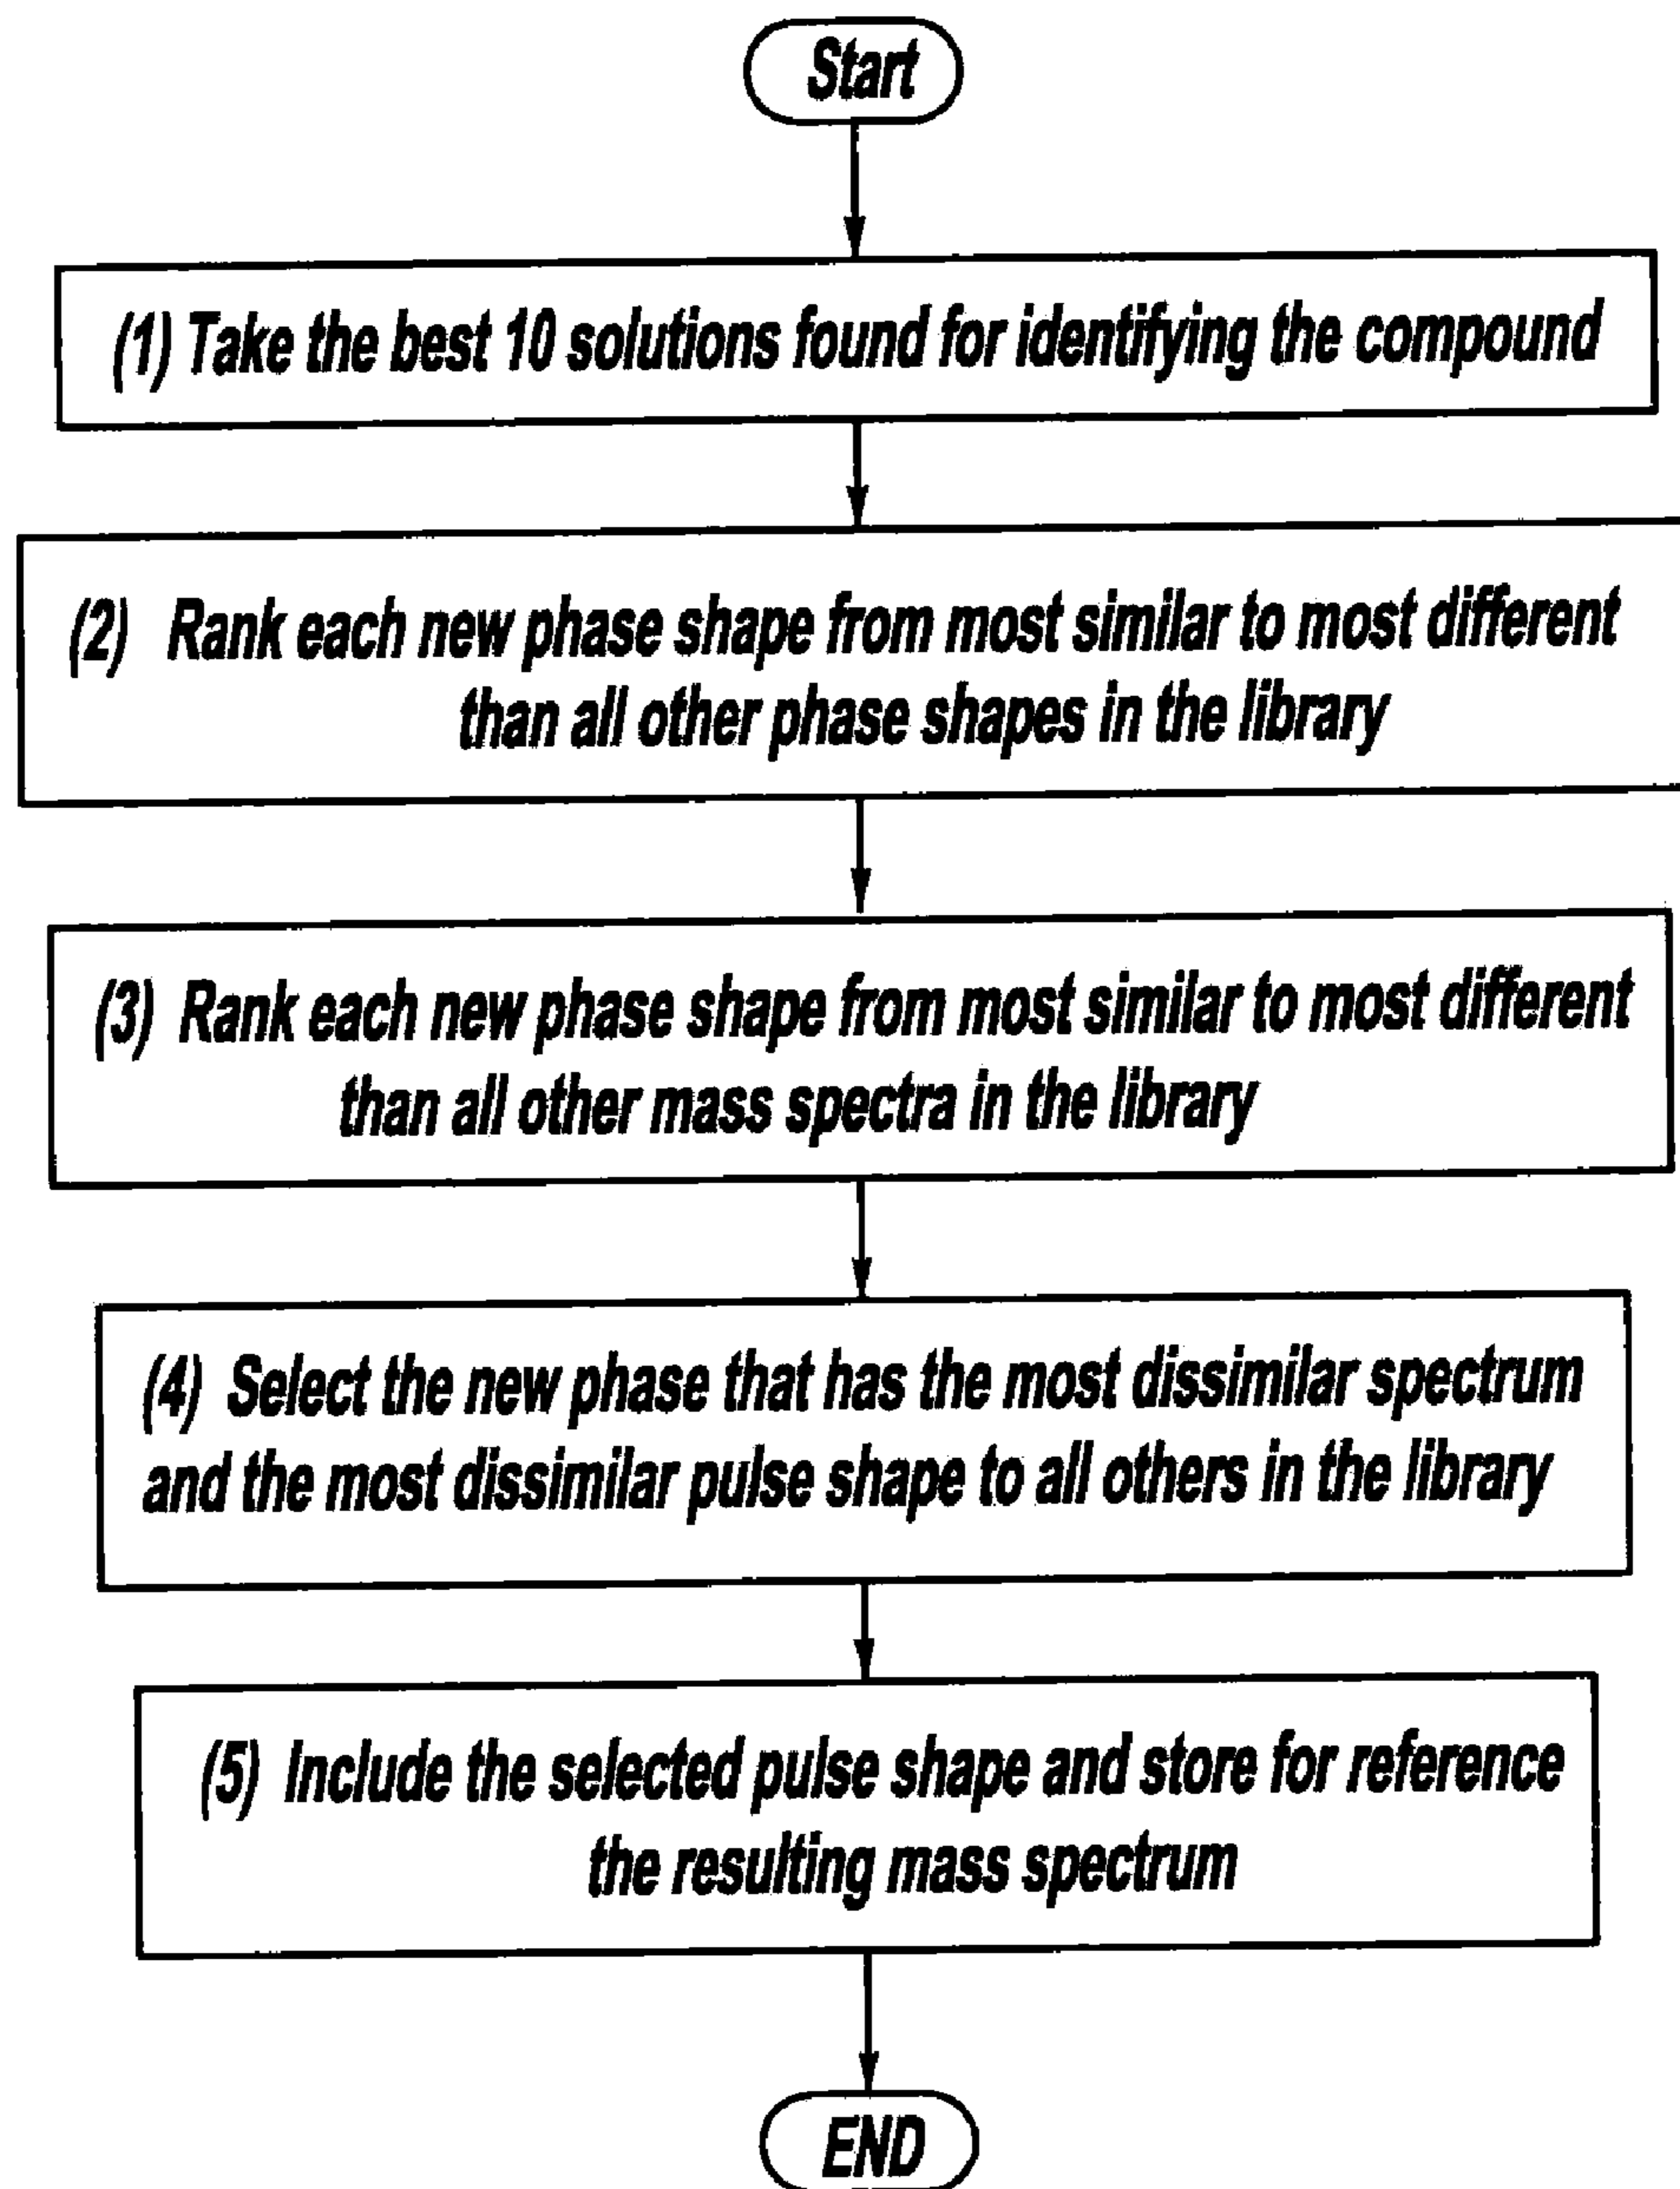 Start
(1) Take the best 10 solutions found for identifying the compound
(2) Rank each new phase shape from most similar to most different
than all other phase shapes in the library
(3) Rank each new phase shape from most similar to most different
than all other mass spectra in the library
(4) Select the new phase that has the most dissimilar spectrum
and the most dissimilar pulse shape to all others in the library
(5) Include the selected pulse shape and store for reference
the resulting mass spectrum
END